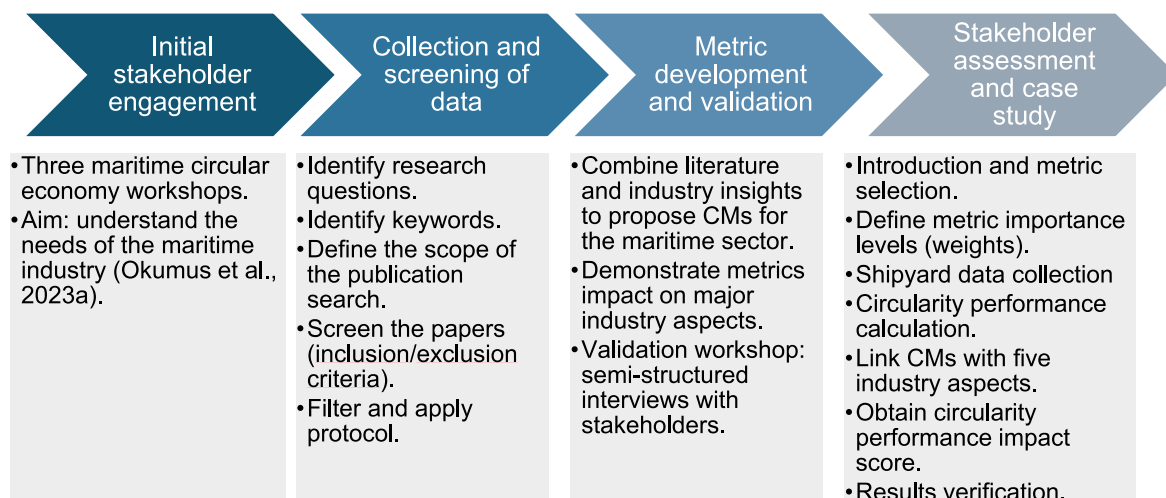 Initial
stakeholder
engagement
Collection and
screening of
data
Metric
development
and validation
Stakeholder
assessment
and case
study
•Three maritime circular
economy workshops.
•Aim: understand the
needs of the maritime
industry (Okumus et al.,
2023a).
•Identify research
questions.
•Identify keywords.
•Define the scope of
the publication
search.
•Screen the papers
(inclusion/exclusion
criteria).
•Filter and apply
protocol.
•Combine literature
and industry insights
to propose CMs for
the maritime sector.
•Demonstrate metrics
impact on major
industry aspects.
•Validation workshop:
semi-structured
interviews with
stakeholders.
•Introduction and metric
selection.
•Define metric importance
levels (weights).
•Shipyard data collection
•Circularity performance
calculation.
•Link CMs with five
industry aspects.
•Obtain circularity
performance impact
score.
•Results verification.